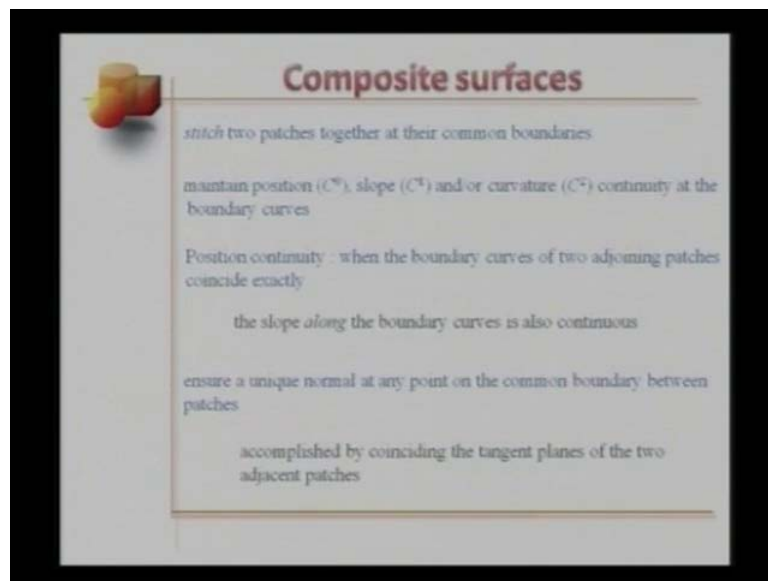 Composite surfaces
stitch two patches together at their common boundaries
maintain position (C⁰), slope (C¹) and/or curvature (C²) continuity at the
boundary curves
Position continuity : when the boundary curves of two adjoining patches
coincide exactly
the slope along the boundary curves is also continuous
ensure a unique normal at any point on the common boundary between
patches
accomplished by coinciding the tangent planes of the two
adjacent patches